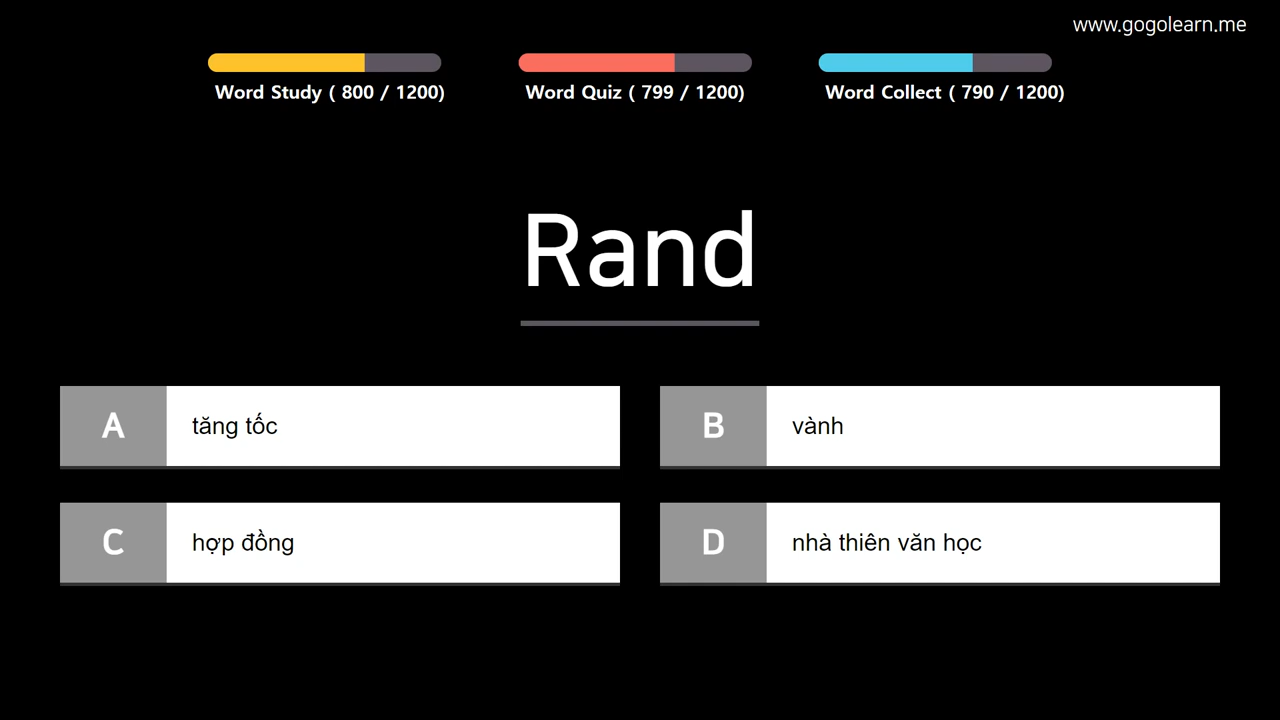 www.gogolearn.me
Word Study ( 800 / 1200)
Word Quiz ( 799 / 1200)
Word Collect ( 790 / 1200)
Rand
A tăng tốc
B vành
C hợp đồng
D nhà thiên văn học